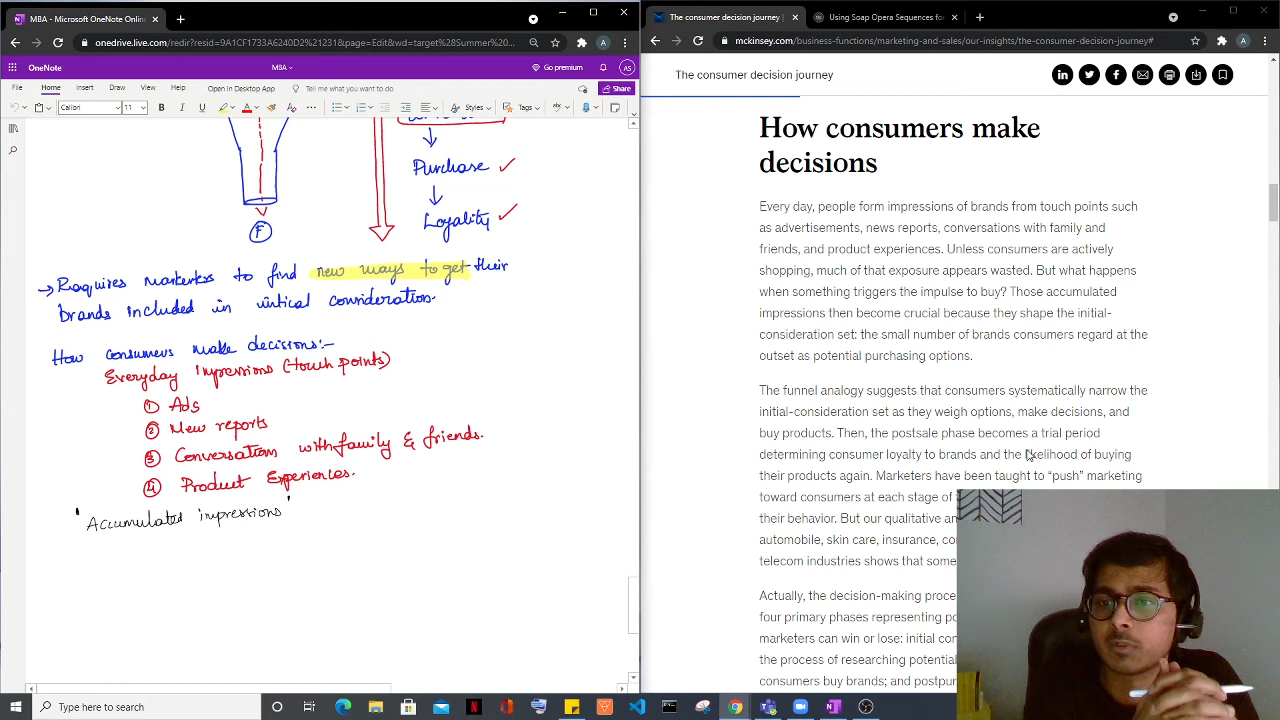 MBA - OneNote Online
onedrive.live.com/redir?resid=9A1CF1733A6240D2%21231&page=Edit&wd=target%28Summer%2...
OneNote
MBA
Go premium
AS
File Home Insert Draw View Help Open In Desktop App Tell me what you want to do
Share
Calibri 11 B I U A Styles Tags
Purchase ✓
Loyality ✓
F
→ Requires marketers to find new ways to get their
brands included in initical consideration.
How consumers make decisions:-
Everyday impressions (touch points)
① Ads
② New reports
③ Conversations with family & friends.
④ Product Experiences.
'Accumulated impressions'
The consumer decision journey
Using Soap Opera Sequences for
mckinsey.com/business-functions/marketing-and-sales/our-insights/the-consumer-decision-journey#
The consumer decision journey
How consumers make
decisions
Every day, people form impressions of brands from touch points such
as advertisements, news reports, conversations with family and
friends, and product experiences. Unless consumers are actively
shopping, much of that exposure appears wasted. But what happens
when something triggers the impulse to buy? Those accumulated
impressions then become crucial because they shape the initial-
consideration set: the small number of brands consumers regard at the
outset as potential purchasing options.
The funnel analogy suggests that consumers systematically narrow the
initial-consideration set as they weigh options, make decisions, and
buy products. Then, the postsale phase becomes a trial period
determining consumer loyalty to brands and the likelihood of buying
their products again. Marketers have been taught to “push” marketing
toward consumers at each stage of
their behavior. But our qualitative an
automobile, skin care, insurance, co
telecom industries shows that some
Actually, the decision-making proce
four primary phases representing po
marketers can win or lose: initial con
the process of researching potential
consumers buy brands; and postpur
Type here to search